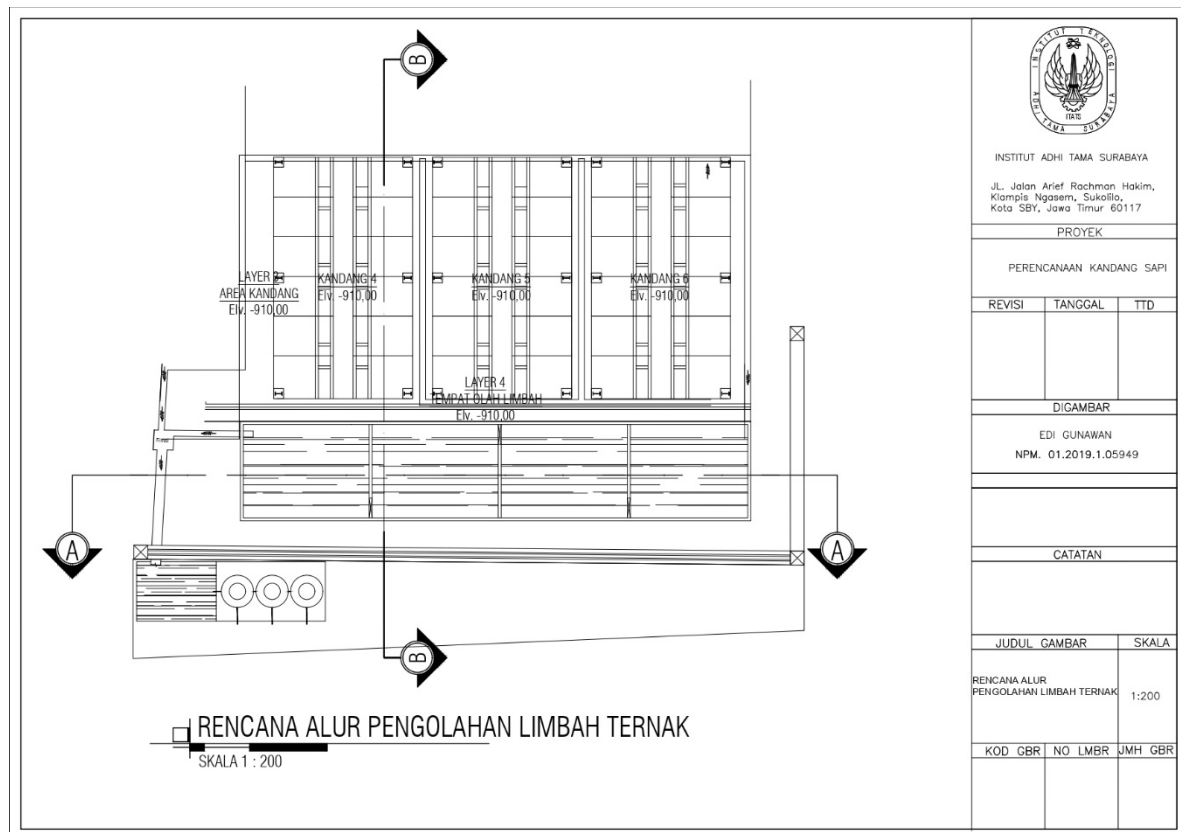 B
LAYER 3
AREA KANDANG
Elv. -910,00
KANDANG 4
Elv. -910,00
KANDANG 5
Elv. -910,00
KANDANG 6
Elv. -910,00
LAYER 4
TEMPAT OLAH LIMBAH
Elv. -910,00
A
A
B
RENCANA ALUR PENGOLAHAN LIMBAH TERNAK
SKALA 1 : 200
INSTITUT TEKNOLOGI
ADHI TAMA SURABAYA
ITATS
INSTITUT ADHI TAMA SURABAYA
JL. Jalan Arief Rachman Hakim,
Klampis Ngasem, Sukolilo,
Kota SBY, Jawa Timur 60117
PROYEK
PERENCANAAN KANDANG SAPI
REVISI TANGGAL TTD
DIGAMBAR
EDI GUNAWAN
NPM. 01.2019.1.05949
CATATAN
JUDUL GAMBAR SKALA
RENCANA ALUR
PENGOLAHAN LIMBAH TERNAK 1:200
KOD GBR NO LMBR JMH GBR